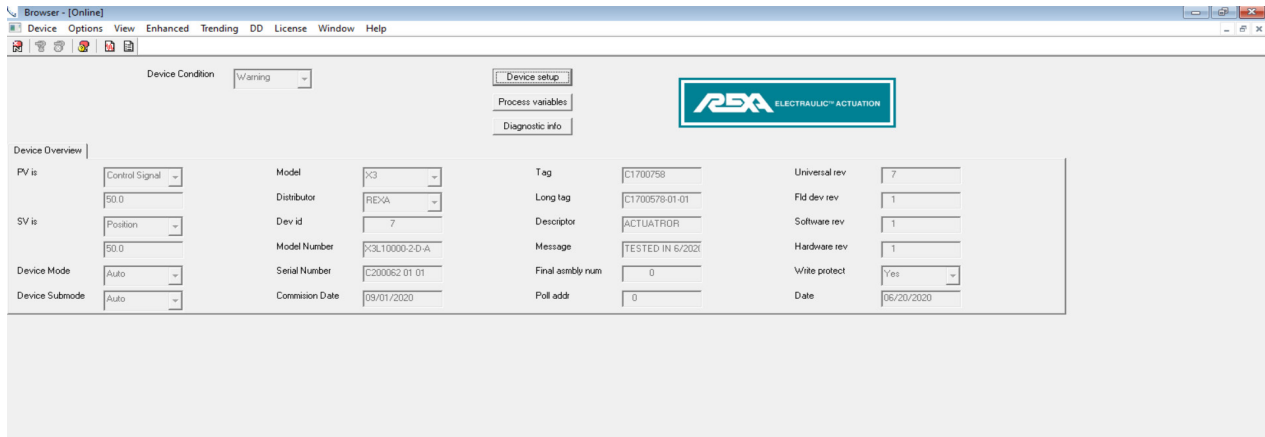 Browser - [Online]
Device Options View Enhanced Trending DD License Window Help
Device Condition Warning
Device setup
Process variables
Diagnostic info
REXA ELECTRAULIC™ ACTUATION
Device Overview
PV is Control Signal Model X3 Tag C1700758 Universal rev 7
50.0 Distributor REXA Long tag C1700578-01-01 Fld dev rev 1
SV is Position Dev id 7 Descriptor ACTUATROR Software rev 1
50.0 Model Number X3L10000-2-D-A Message TESTED IN 6/202 Hardware rev 1
Device Mode Auto Serial Number C200062 01 01 Final asmbly num 0 Write protect Yes
Device Submode Auto Commision Date 09/01/2020 Poll addr 0 Date 06/20/2020